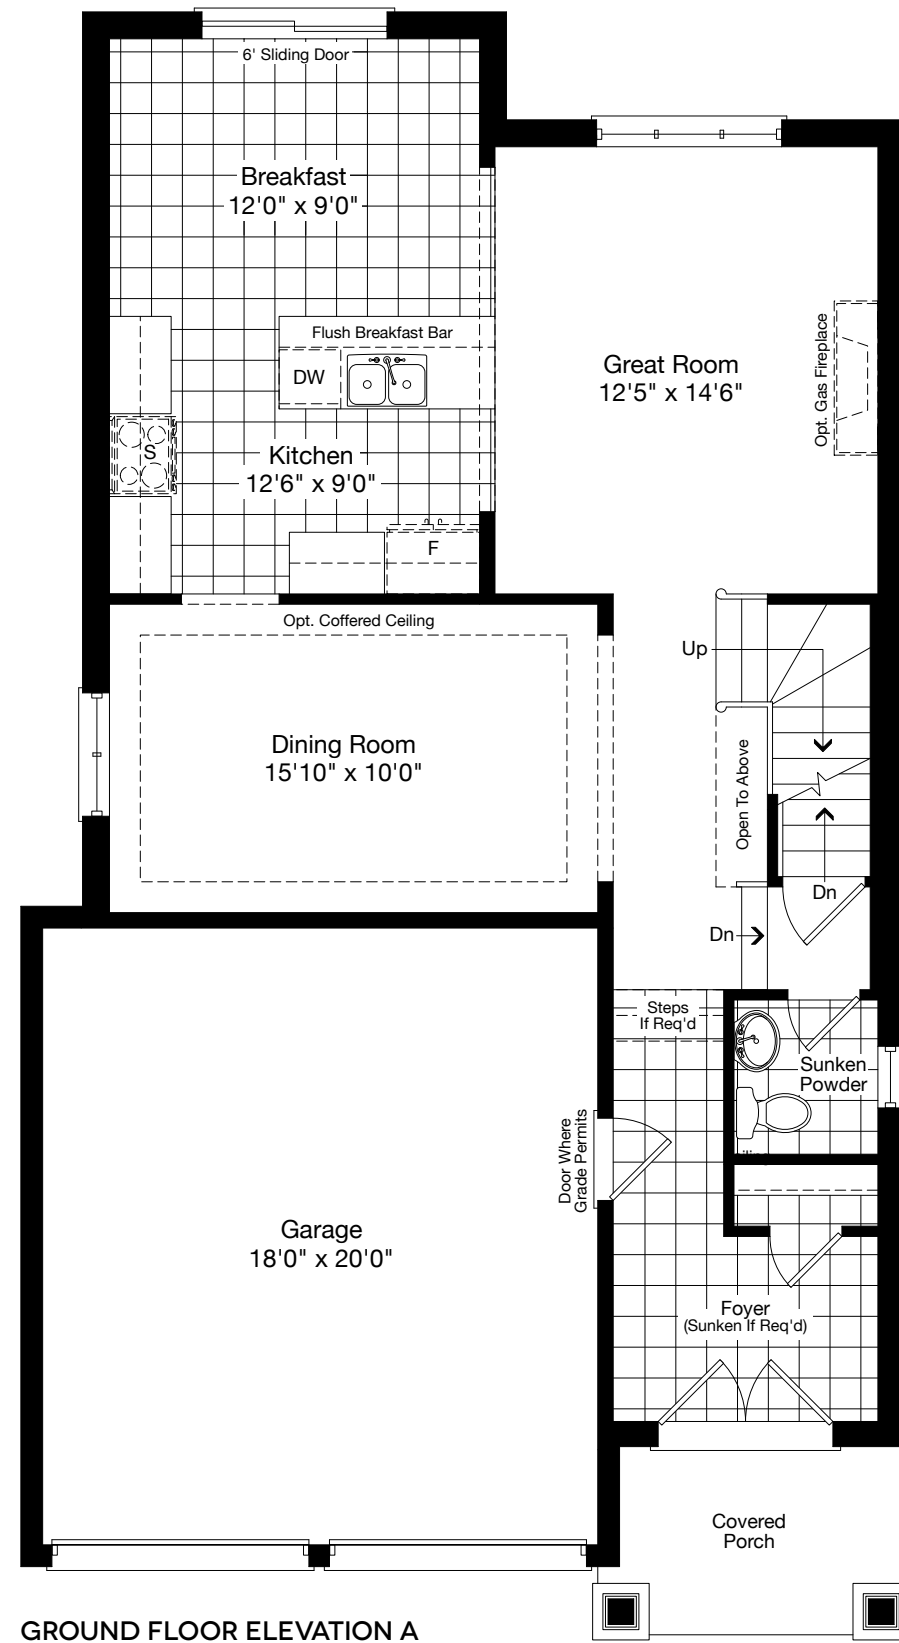 6' Sliding Door
Breakfast
12'0" x 9'0"
Flush Breakfast Bar
DW
Great Room
12'5" x 14'6"
Opt. Gas Fireplace
S
Kitchen
12'6" x 9'0"
F
Opt. Coffered Ceiling
Up
Dining Room
15'10" x 10'0"
Open To Above
Dn
Dn
Steps
If Req'd
Sunken
Powder
Door Where
Grade Permits
Garage
18'0" x 20'0"
Foyer
(Sunken If Req'd)
Covered
Porch
GROUND FLOOR ELEVATION A